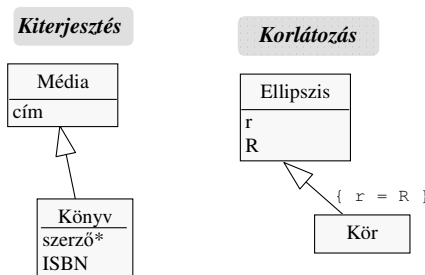 Kiterjesztés
Korlátozás
Média
cím
Könyv
szerző*
ISBN
Ellipszis
r
R
{ r = R }
Kör